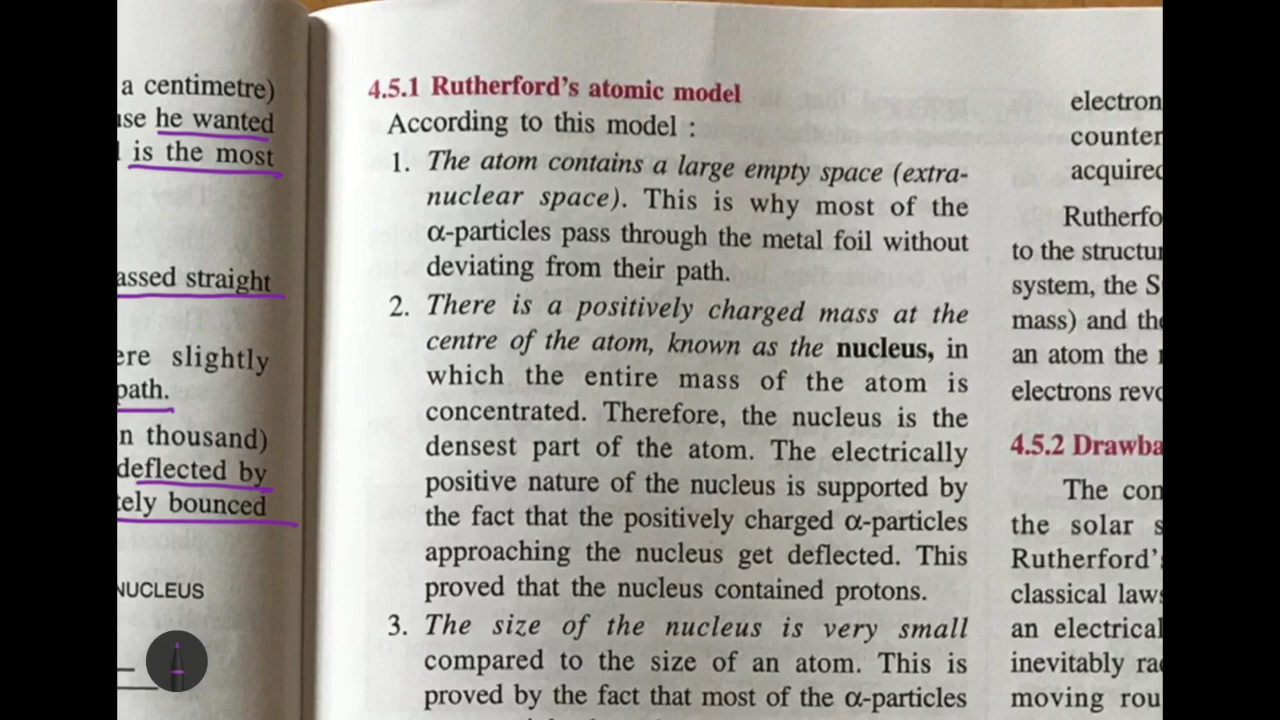 a centimetre)
he wanted
is the most
straight
slightly
path.
thousand)
deflected by
bounced
NUCLEUS
4.5.1 Rutherford's atomic model
According to this model :
1. The atom contains a large empty space (extra-
nuclear space). This is why most of the
α-particles pass through the metal foil without
deviating from their path.
2. There is a positively charged mass at the
centre of the atom, known as the nucleus, in
which the entire mass of the atom is
concentrated. Therefore, the nucleus is the
densest part of the atom. The electrically
positive nature of the nucleus is supported by
the fact that the positively charged α-particles
approaching the nucleus get deflected. This
proved that the nucleus contained protons.
3. The size of the nucleus is very small
compared to the size of an atom. This is
proved by the fact that most of the α-particles
electron
counter
acquired
Rutherfo
to the structu
system, the S
mass) and the
an atom the
electrons revo
4.5.2 Drawba
The con
the solar s
Rutherford's
classical laws
an electrical
inevitably ra
moving rou